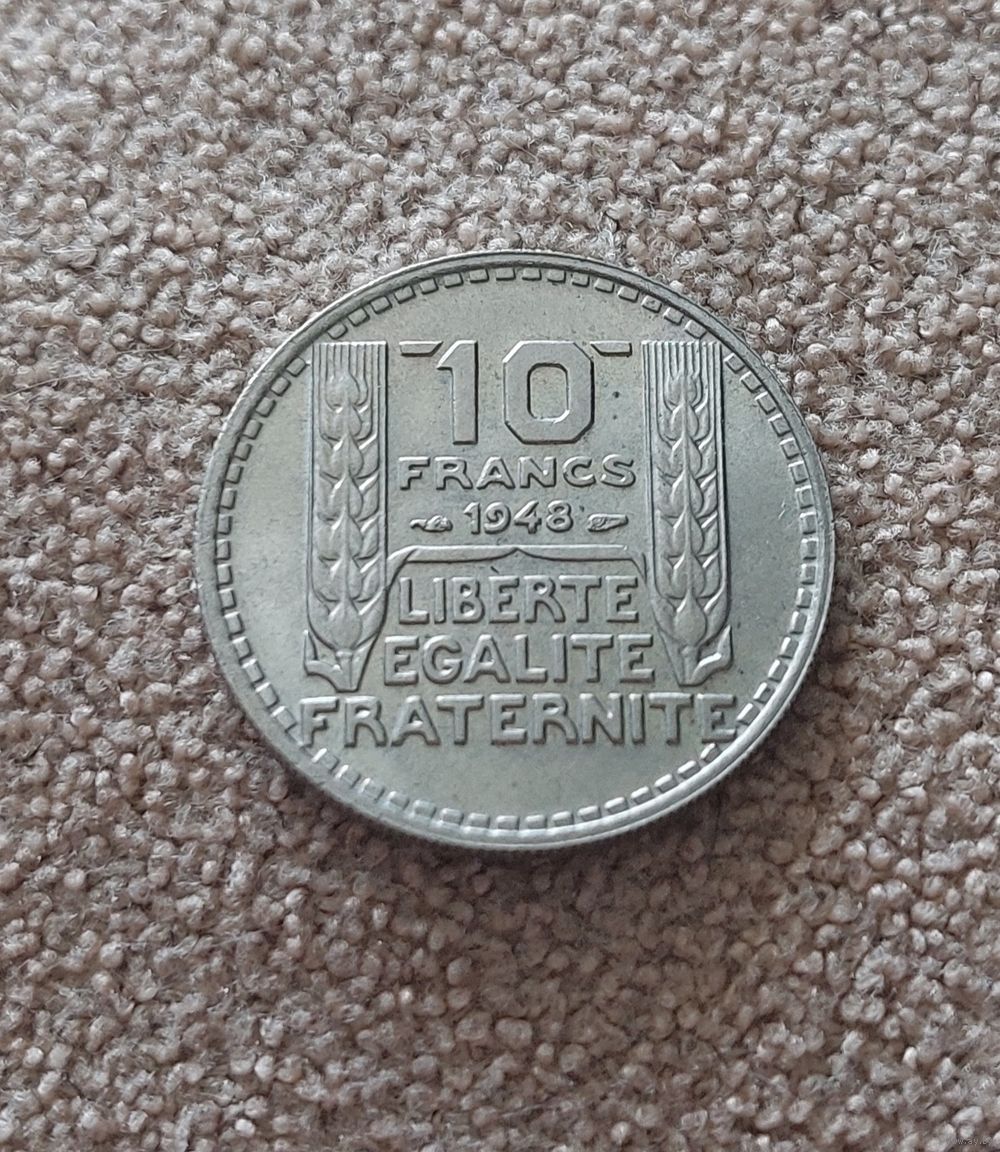 10
FRANCS
1948
LIBERTE
EGALITE
FRATERNITE